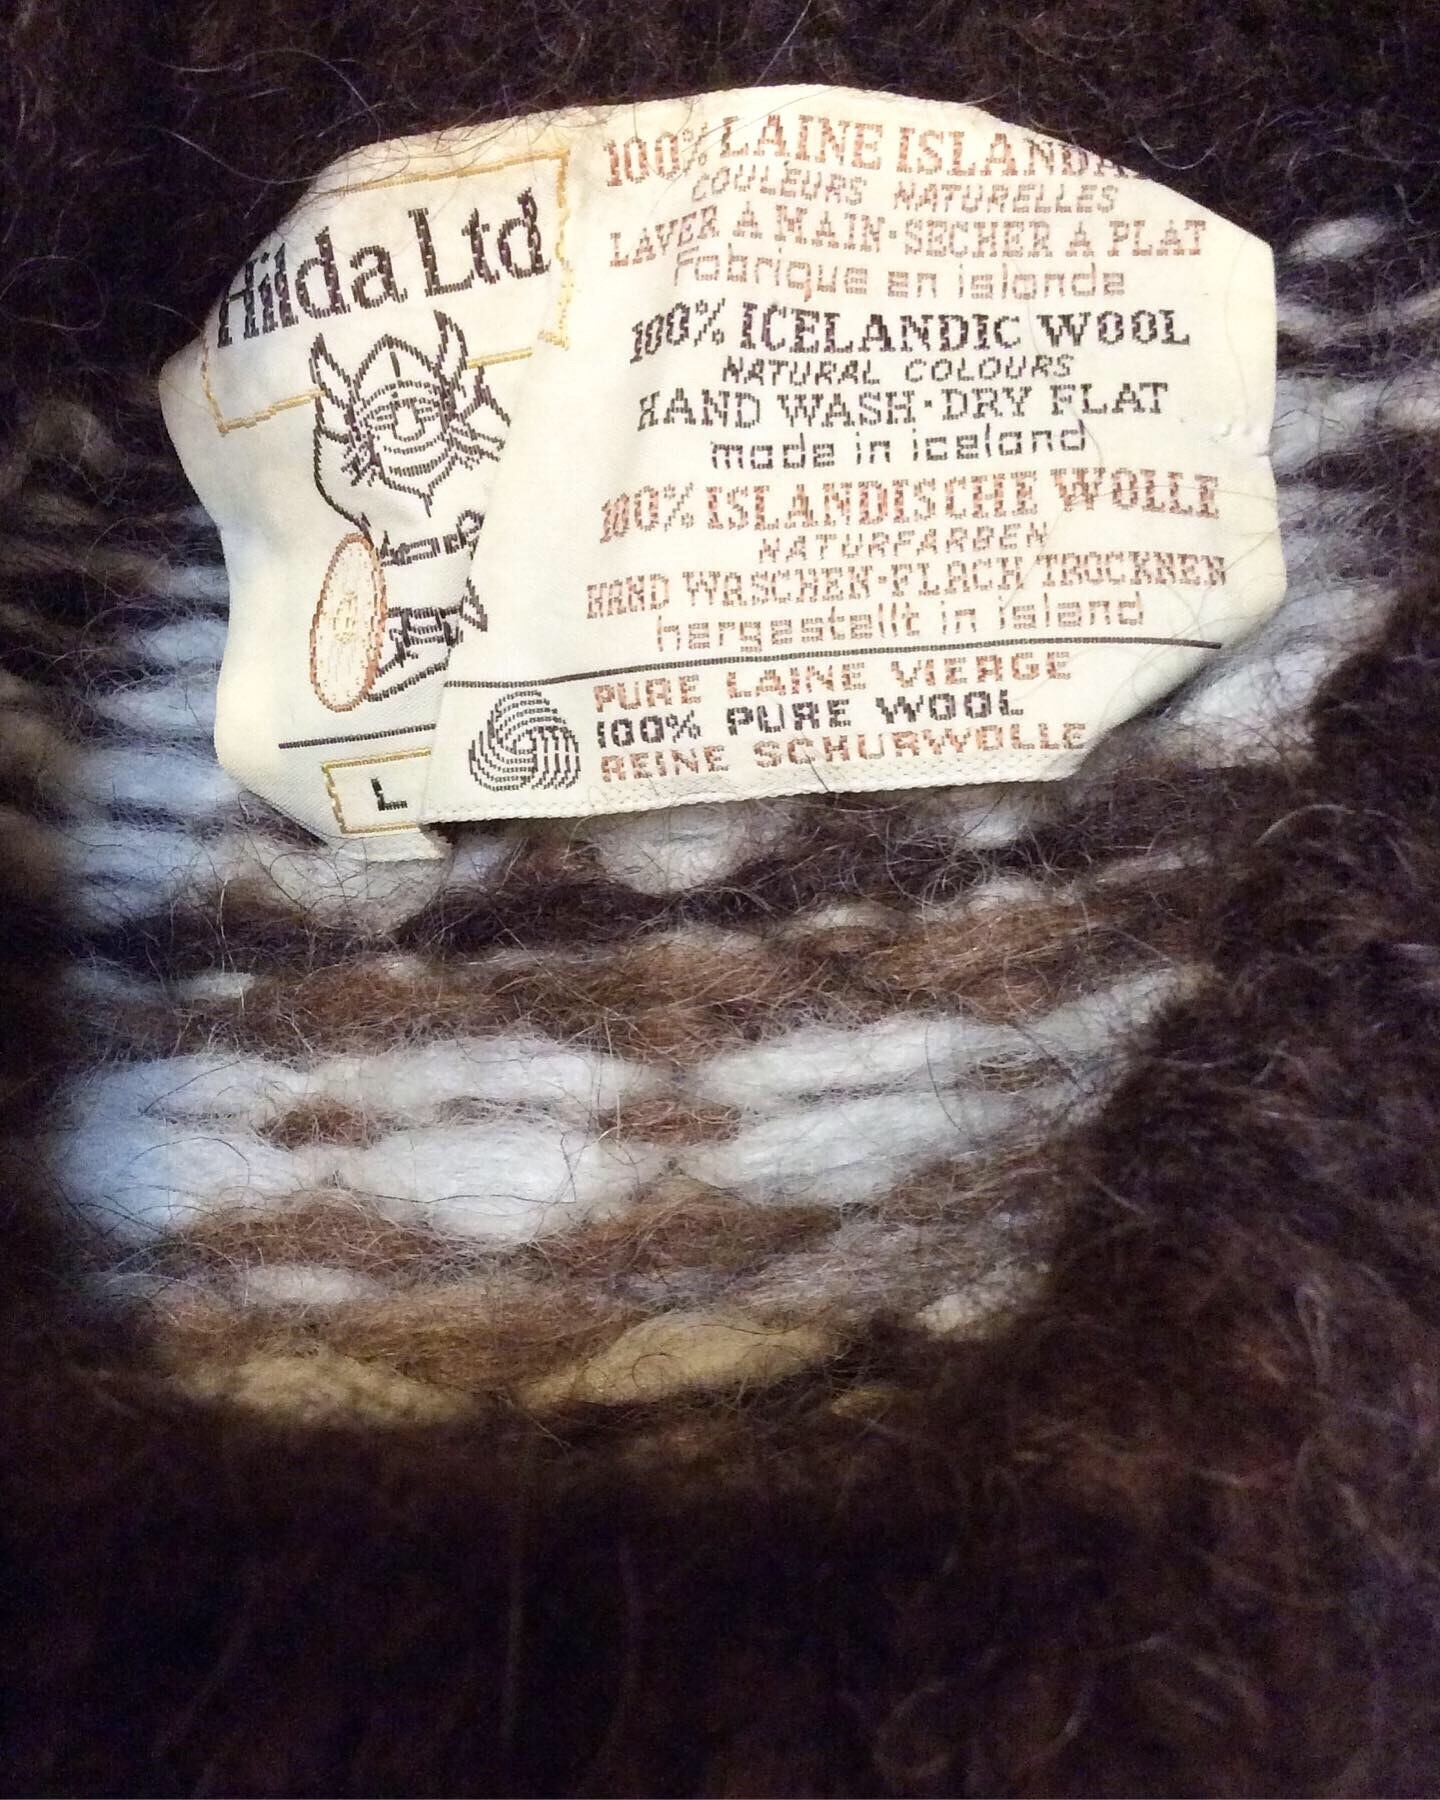 Hilda Ltd
L
100% LAINE ISLANDA
COULEURS NATURELLES
LAVER A MAIN·SECHER A PLAT
Fabrique en islande
100% ICELANDIC WOOL
NATURAL COLOURS
HAND WASH·DRY FLAT
made in iceland
100% ISLANDISCHE WOLLE
NATURFARBEN
HAND WASCHEN·FLACH TROCKNEN
hergestellt in island
PURE LAINE VIERGE
100% PURE WOOL
REINE SCHURWOLLE